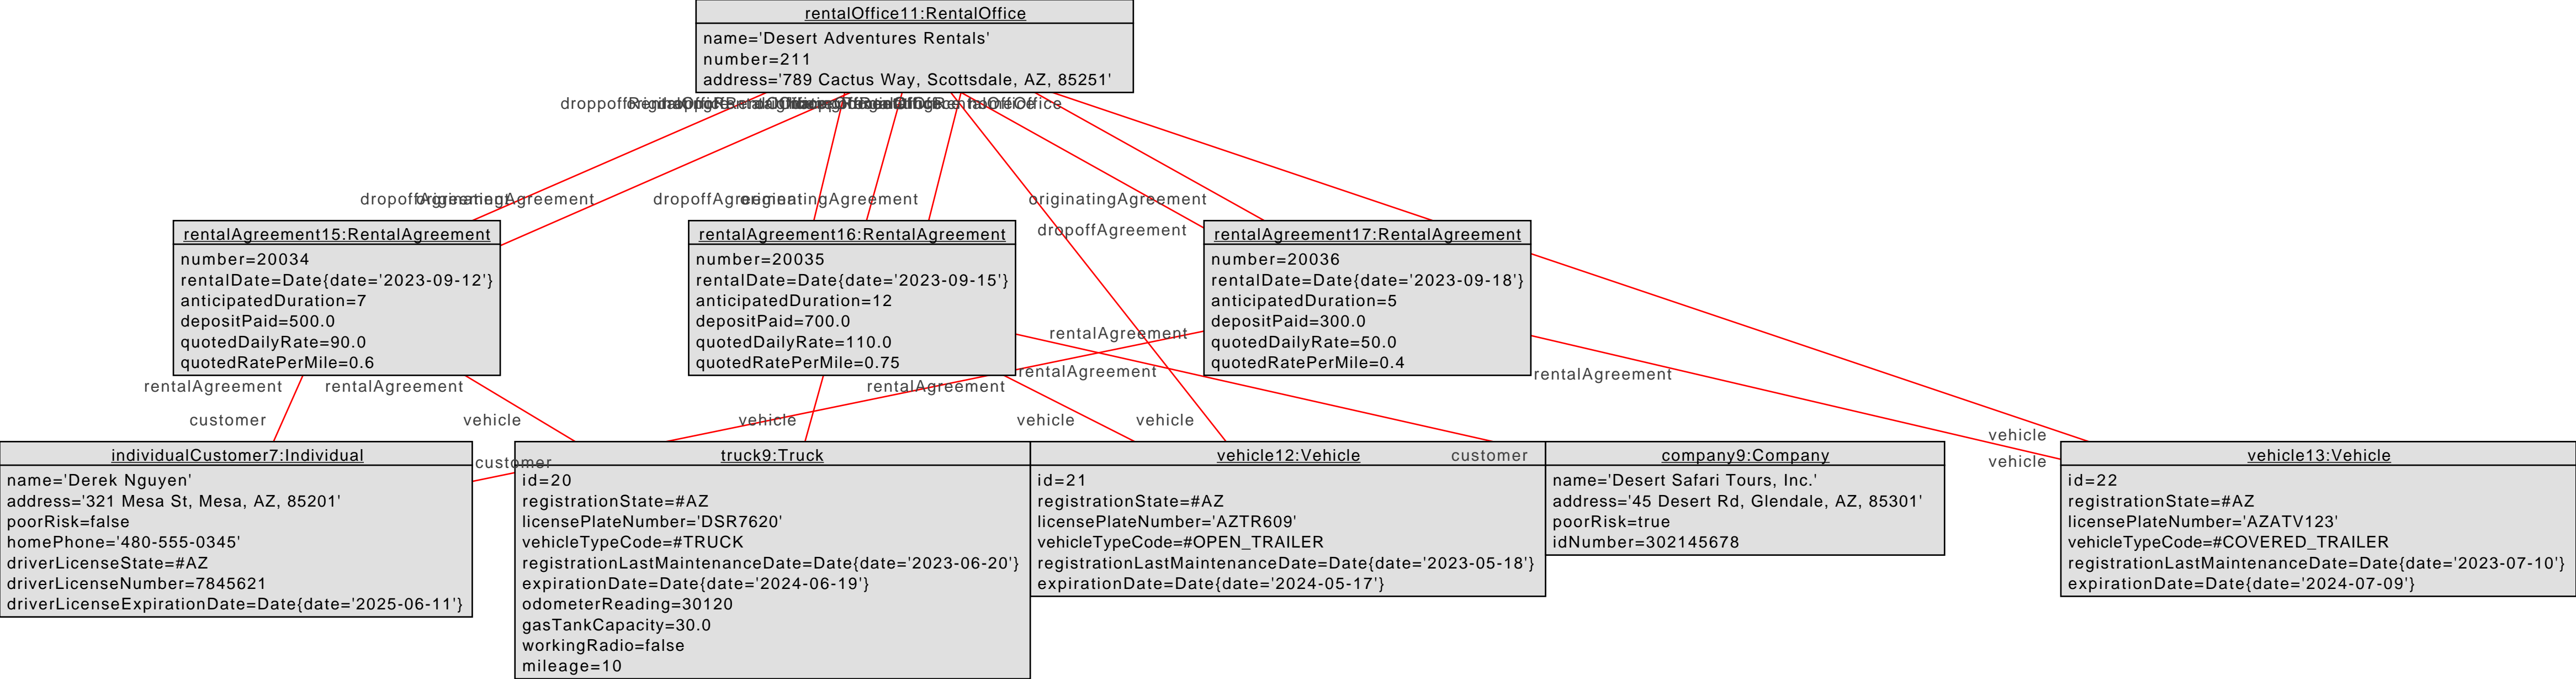 rentalOffice11:RentalOffice
name='Desert Adventures Rentals'
number=211
address='789 Cactus Way, Scottsdale, AZ, 85251'
dropoffAgreement
originatingAgreement
dropoffAgreement
originatingAgreement
originatingAgreement
dropoffAgreement
rentalAgreement15:RentalAgreement
number=20034
rentalDate=Date{date='2023-09-12'}
anticipatedDuration=7
depositPaid=500.0
quotedDailyRate=90.0
quotedRatePerMile=0.6
rentalAgreement16:RentalAgreement
number=20035
rentalDate=Date{date='2023-09-15'}
anticipatedDuration=12
depositPaid=700.0
quotedDailyRate=110.0
quotedRatePerMile=0.75
rentalAgreement17:RentalAgreement
number=20036
rentalDate=Date{date='2023-09-18'}
anticipatedDuration=5
depositPaid=300.0
quotedDailyRate=50.0
quotedRatePerMile=0.4
rentalAgreement
rentalAgreement
rentalAgreement
rentalAgreement
rentalAgreement
rentalAgreement
customer
vehicle
vehicle
vehicle
vehicle
vehicle
vehicle
customer
customer
individualCustomer7:Individual
name='Derek Nguyen'
address='321 Mesa St, Mesa, AZ, 85201'
poorRisk=false
homePhone='480-555-0345'
driverLicenseState=#AZ
driverLicenseNumber=7845621
driverLicenseExpirationDate=Date{date='2025-06-11'}
truck9:Truck
id=20
registrationState=#AZ
licensePlateNumber='DSR7620'
vehicleTypeCode=#TRUCK
registrationLastMaintenanceDate=Date{date='2023-06-20'}
expirationDate=Date{date='2024-06-19'}
odometerReading=30120
gasTankCapacity=30.0
workingRadio=false
mileage=10
vehicle12:Vehicle
id=21
registrationState=#AZ
licensePlateNumber='AZTR609'
vehicleTypeCode=#OPEN_TRAILER
registrationLastMaintenanceDate=Date{date='2023-05-18'}
expirationDate=Date{date='2024-05-17'}
company9:Company
name='Desert Safari Tours, Inc.'
address='45 Desert Rd, Glendale, AZ, 85301'
poorRisk=true
idNumber=302145678
vehicle13:Vehicle
id=22
registrationState=#AZ
licensePlateNumber='AZATV123'
vehicleTypeCode=#COVERED_TRAILER
registrationLastMaintenanceDate=Date{date='2023-07-10'}
expirationDate=Date{date='2024-07-09'}